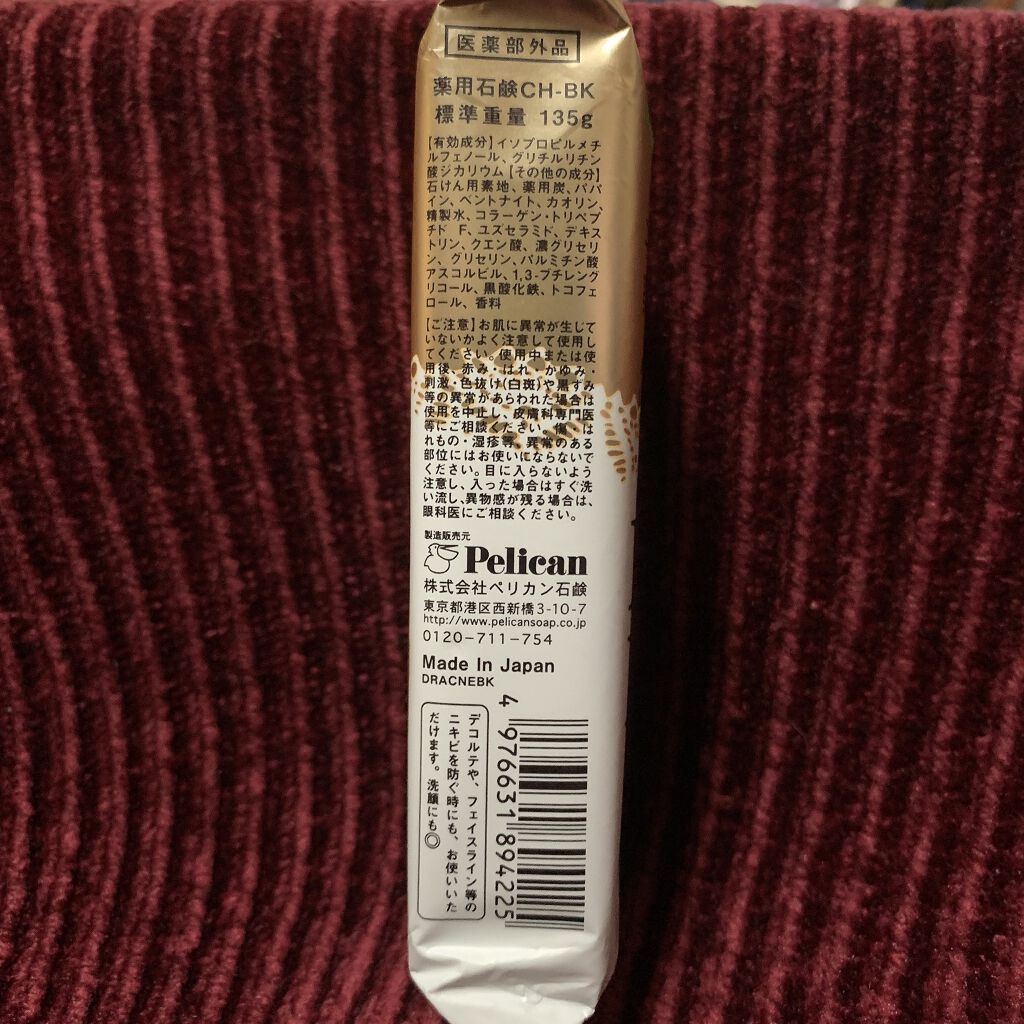 医薬部外品
薬用石鹸CH-BK
標準重量 135g
【有効成分】イソプロピルメチ
ルフェノール、グリチルリチン
酸ジカリウム【その他の成分】
石けん用素地、薬用炭、パパ
イン、ベントナイト、カオリン、
精製水、コラーゲン・トリペプ
チド F、ユズセラミド、デキス
トリン、クエン酸、濃グリセリ
ン、グリセリン、パルミチン酸
アスコルビル、1,3-ブチレング
リコール、黒酸化鉄、トコフェ
ロール、香料
【ご注意】お肌に異常が生じて
いないかよく注意して使用し
てください。使用中または使
用後、赤み・はれ・かゆみ・
刺激・色抜け(白斑)や黒ずみ
等の異常があらわれた場合は
使用を中止し、皮膚科専門医
等にご相談ください。傷・は
れもの・湿疹等、異常のある
部位にはお使いにならないで
ください。目に入らないよう
注意し、入った場合はすぐ洗
い流し、異物感が残る場合は、
眼科医にご相談ください。
製造販売元
Pelican
株式会社ペリカン石鹸
東京都港区西新橋3-10-7
http://www.pelicansoap.co.jp
0120-711-754
Made In Japan
DRACNEBK
デコルテや、フェイスライン等の
ニキビを防ぐ時にも、お使いいた
だけます。洗顔にも◎
4 976631 894225